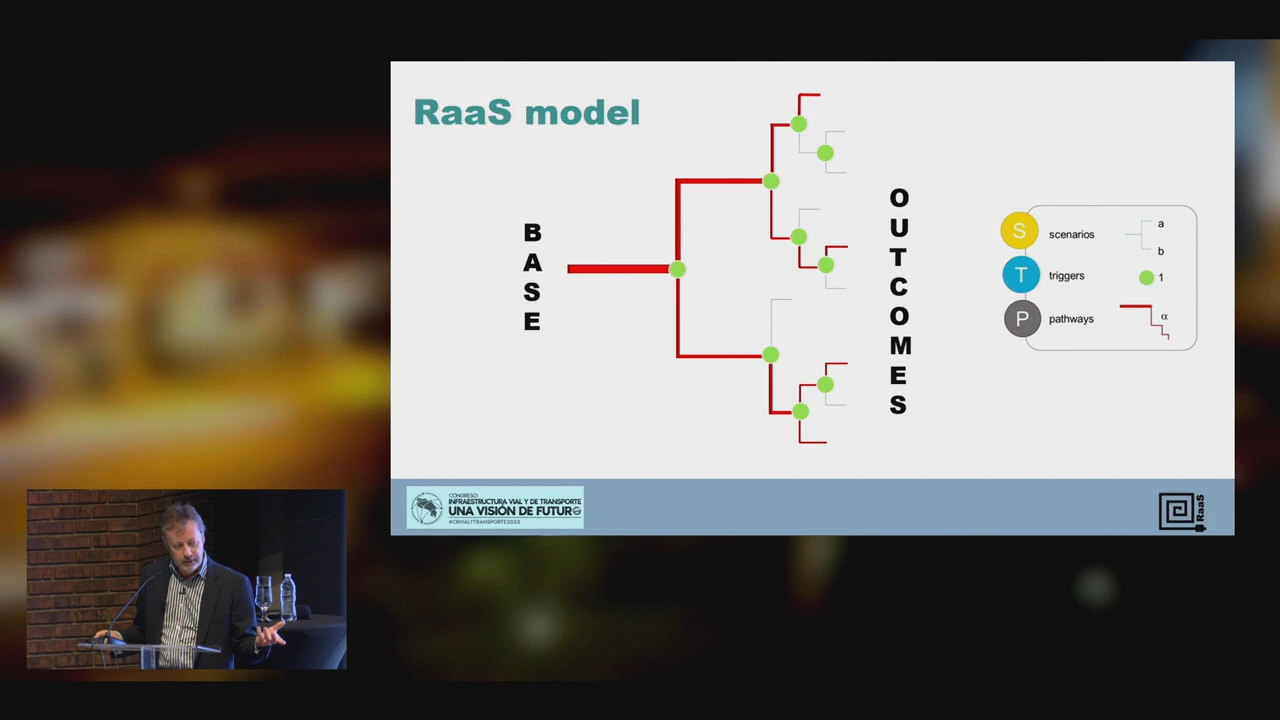 RaaS model
BASE
OUTCOMES
S scenarios
a
b
T triggers
1
P pathways
α
CONGRESO:
INFRAESTRUCTURA VIAL Y DE TRANSPORTE
UNA VISIÓN DE FUTURO
#CRVIALYTRANSPORTE2023
RaaS